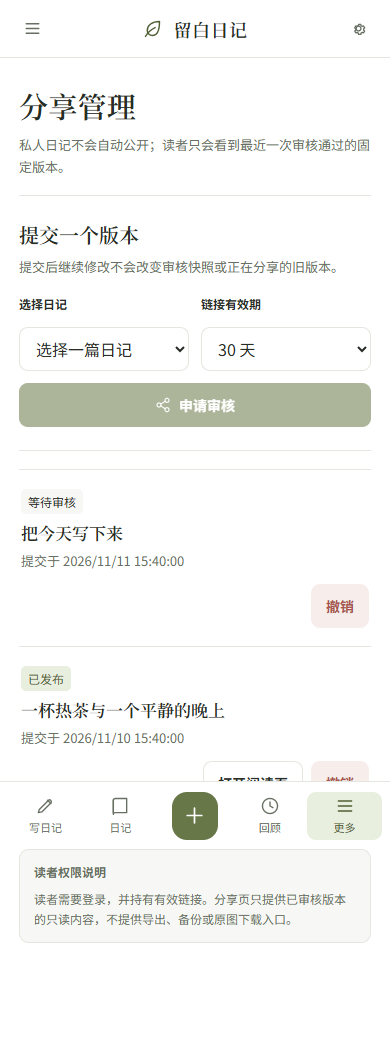 留白日记
分享管理
私人日记不会自动公开；读者只会看到最近一次审核通过的固
定版本。
提交一个版本
提交后继续修改不会改变审核快照或正在分享的旧版本。
选择日记
链接有效期
选择一篇日记
30 天
申请审核
等待审核
把今天写下来
提交于 2026/11/11 15:40:00
撤销
已发布
一杯热茶与一个平静的晚上
提交于 2026/11/10 15:40:00
写日记
日记
回顾
更多
读者权限说明
读者需要登录，并持有有效链接。分享页只提供已审核版本
的只读内容，不提供导出、备份或原图下载入口。